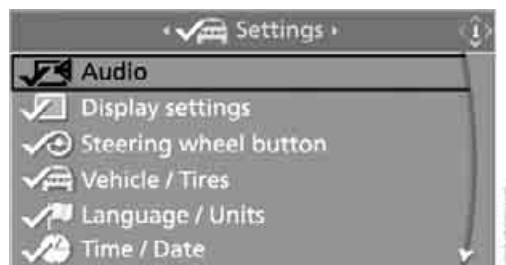 Settings
Audio
Display settings
Steering wheel button
Vehicle / Tires
Language / Units
Time / Date